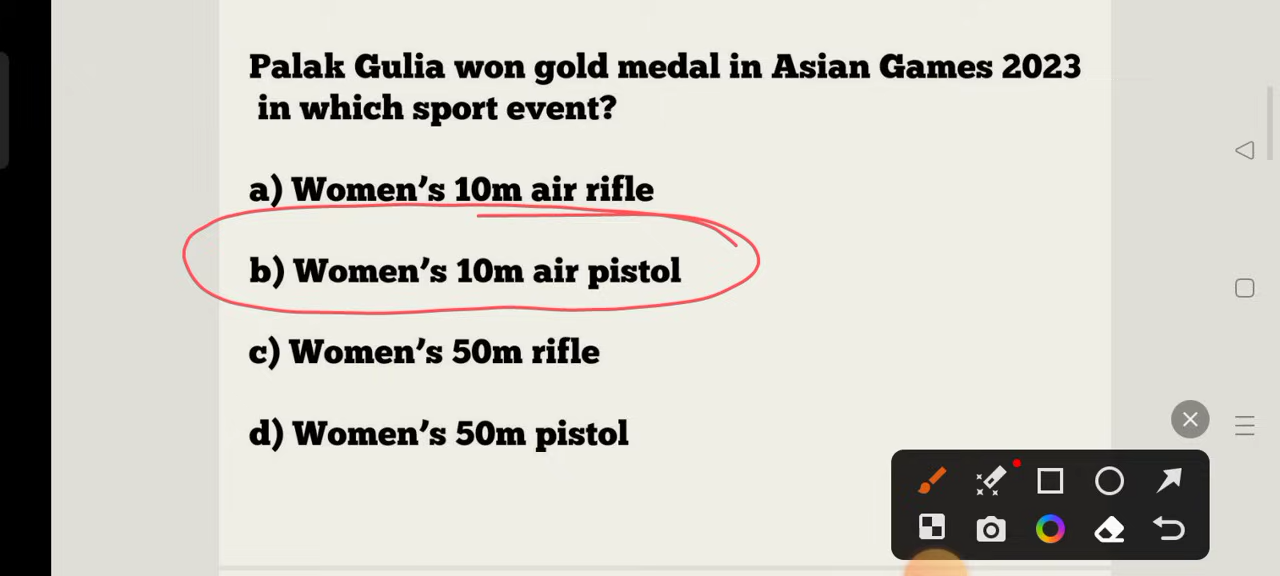 Palak Gulia won gold medal in Asian Games 2023
in which sport event?
a) Women’s 10m air rifle
b) Women’s 10m air pistol
c) Women’s 50m rifle
d) Women’s 50m pistol